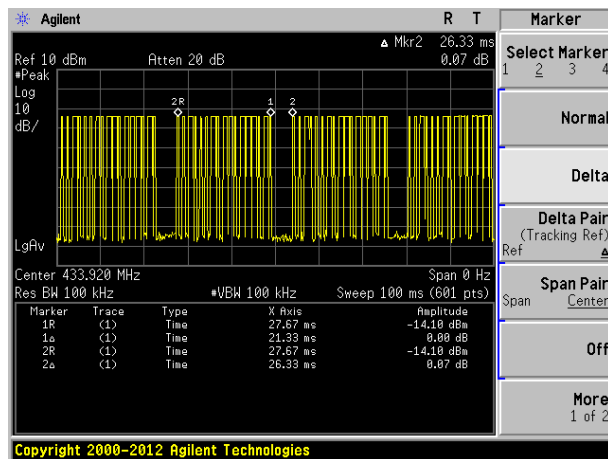 Agilent R T
Marker
▵ Mkr2 26.33 ms
Ref 10 dBm Atten 20 dB 0.07 dB
#Peak
Log
10
dB/
2R 1 2
LgAv
Center 433.920 MHz Span 0 Hz
Res BW 100 kHz #VBW 100 kHz Sweep 100 ms (601 pts)
Marker Trace Type X Axis Amplitude
1R (1) Time 27.67 ms -14.10 dBm
1▵ (1) Time 21.33 ms 0.00 dB
2R (1) Time 27.67 ms -14.10 dBm
2▵ (1) Time 26.33 ms 0.07 dB
Select Marker
1 2 3 4
Normal
Delta
Delta Pair
(Tracking Ref)
Ref ▵
Span Pair
Span Center
Off
More
1 of 2
Copyright 2000-2012 Agilent Technologies